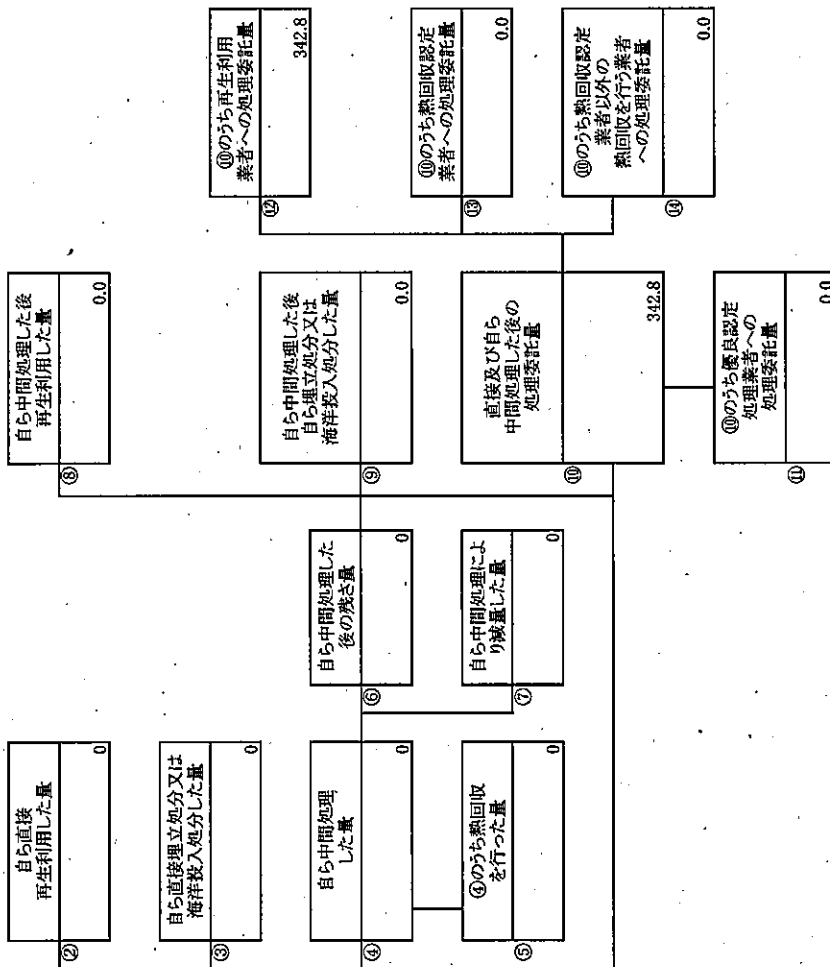 ②
自ら直接
再生利用した量
0
③
自ら直接埋立処分又は
海洋投入処分した量
0
④
自ら中間処理
した量
0
⑤
④のうち熱回収
を行った量
0
⑥
自ら中間処理した
後の残さ量
0
⑦
自ら中間処理によ
り減量した量
0
⑧
自ら中間処理した後
再生利用した量
0.0
⑨
自ら中間処理した後
自ら埋立処分又は
海洋投入処分した量
0.0
⑩
直接及び自ら
中間処理した後の
処理委託量
342.8
⑪
⑩のうち優良認定
処理業者への
処理委託量
0.0
⑫
⑩のうち再生利用
業者への処理委託量
342.8
⑬
⑩のうち熱回収認定
業者への処理委託量
0.0
⑭
⑩のうち熱回収認定
業者以外の
熱回収を行う業者
への処理委託量
0.0